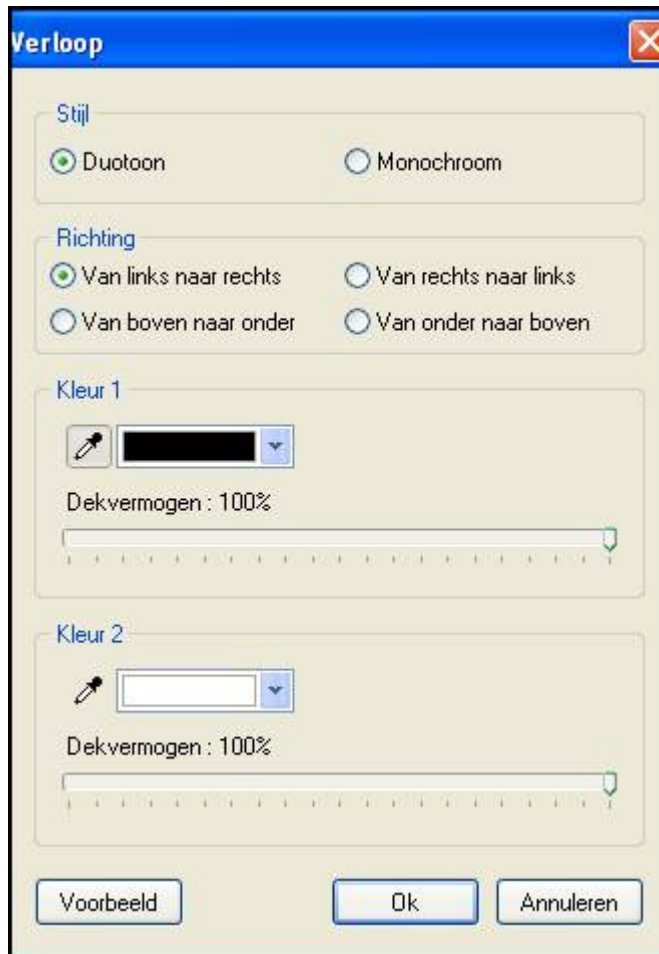 Verloop
Stijl
Duotoon Monochroom
Richting
Van links naar rechts Van rechts naar links
Van boven naar onder Van onder naar boven
Kleur 1
Dekvermogen : 100%
Kleur 2
Dekvermogen : 100%
Voorbeeld Ok Annuleren